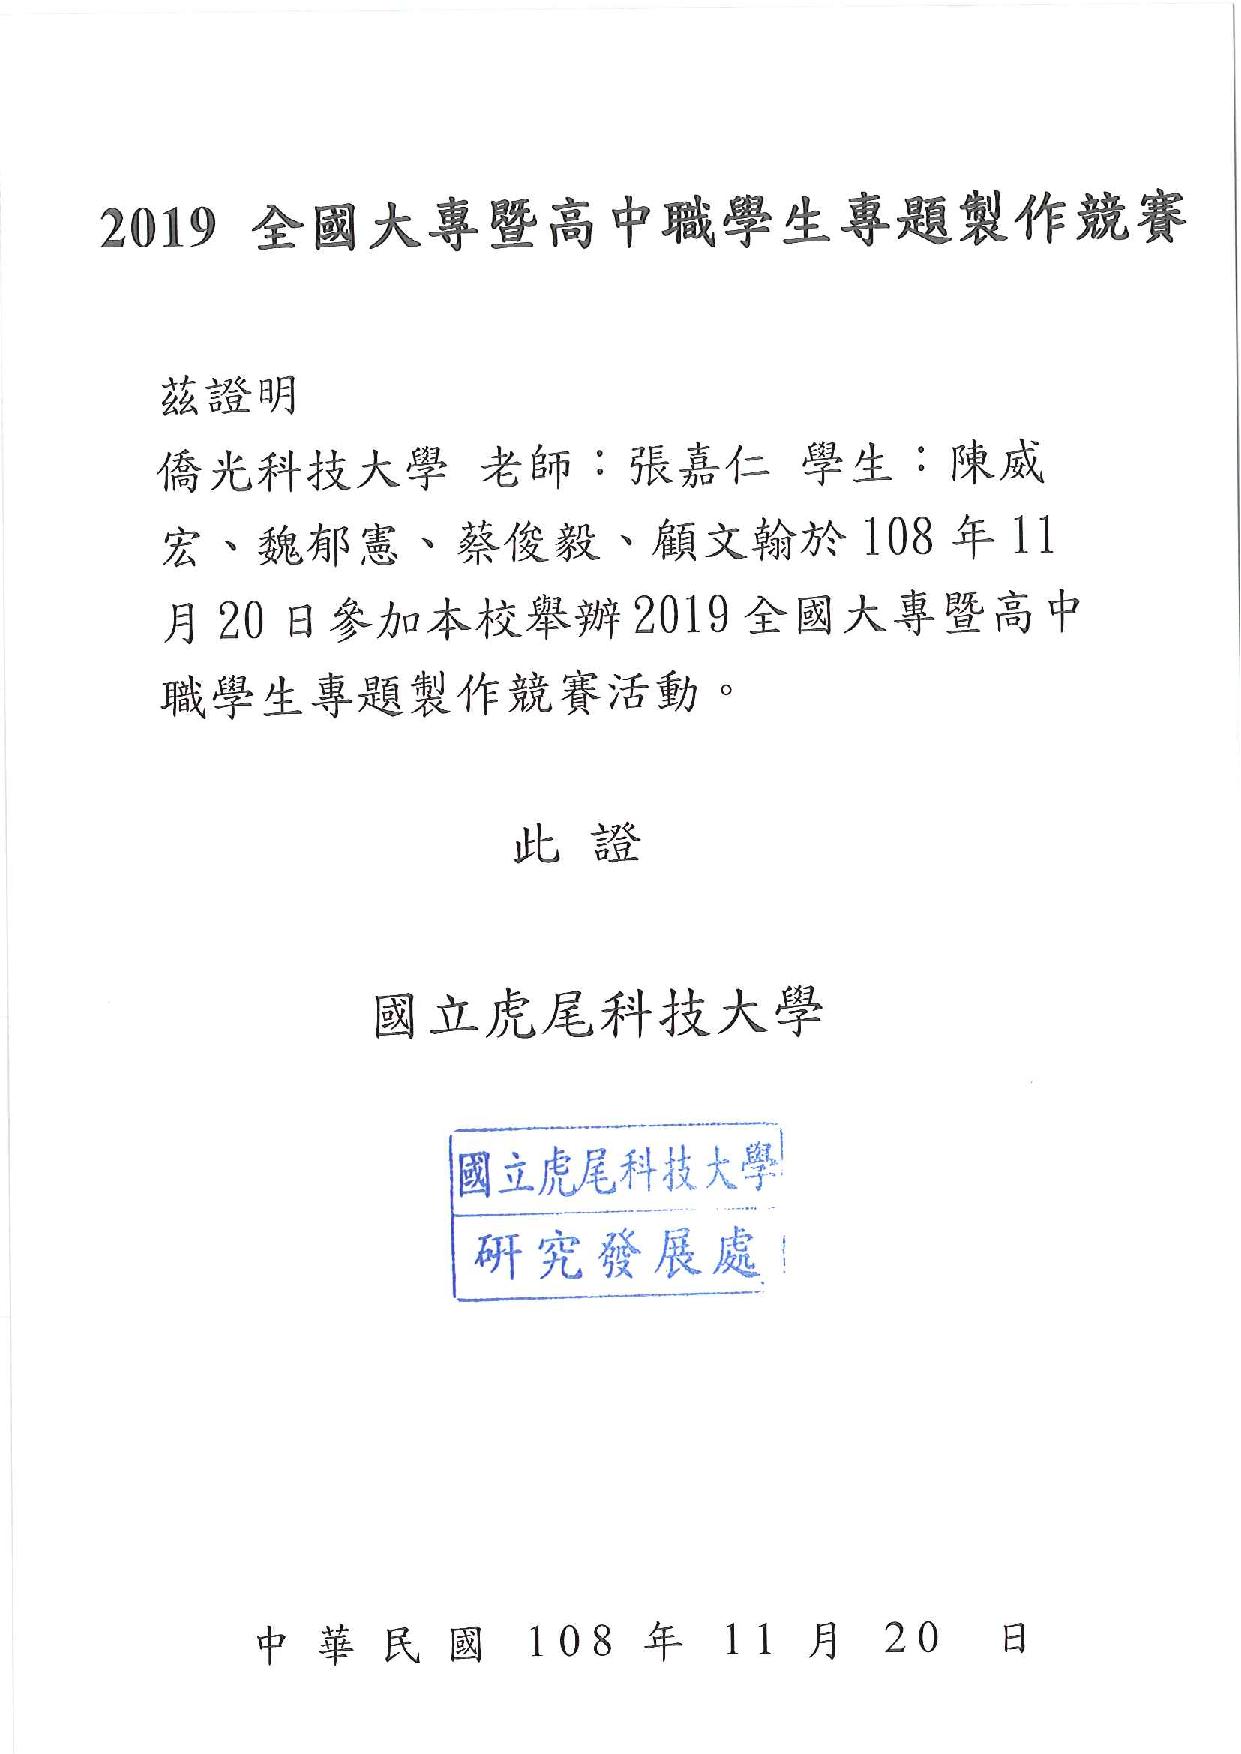 2019 全國大專暨高中職學生專題製作競賽
茲證明
僑光科技大學 老師：張嘉仁 學生：陳威
宏、魏郁憲、蔡俊毅、顧文翰於 108 年 11
月 20 日參加本校舉辦 2019 全國大專暨高中
職學生專題製作競賽活動。
此 證
國立虎尾科技大學
國立虎尾科技大學
研究發展處
中 華 民 國 108 年 11 月 20 日